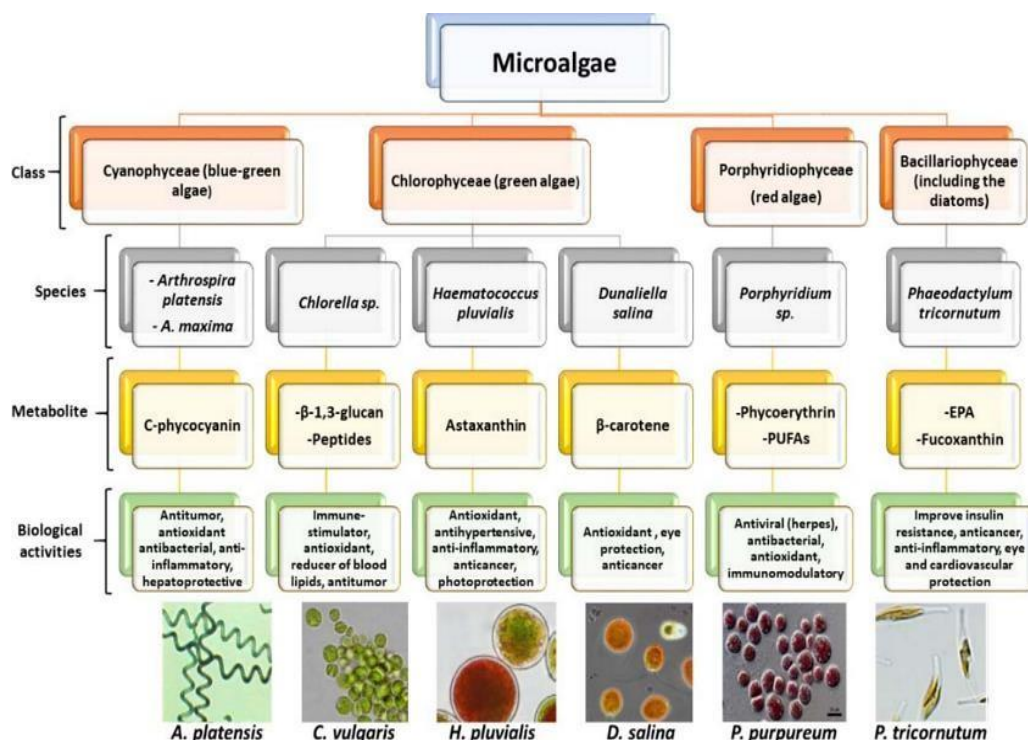 Microalgae
Class
Cyanophyceae (blue-green
algae)
Chlorophyceae (green algae)
Porphyridiophyceae
(red algae)
Bacillariophyceae
(including the
diatoms)
Species
- Arthrospira
platensis
- A. maxima
Chlorella sp.
Haematococcus
pluvialis
Dunaliella
salina
Porphyridium
sp.
Phaeodactylum
tricornutum
Metabolite
C-phycocyanin
-β-1,3-glucan
-Peptides
Astaxanthin
β-carotene
-Phycoerythrin
-PUFAs
-EPA
-Fucoxanthin
Biological
activities
Antitumor,
antioxidant
antibacterial, anti-
inflammatory,
hepatoprotective
Immune-
stimulator,
antioxidant,
reducer of blood
lipids, antitumor
Antioxidant,
antihypertensive,
anti-inflammatory,
anticancer,
photoprotection
Antioxidant , eye
protection,
anticancer
Antiviral (herpes),
antibacterial,
antioxidant,
immunomodulatory
Improve insulin
resistance, anticancer,
anti-inflammatory, eye
and cardiovascular
protection
A. platensis
C. vulgaris
H. pluvialis
D. salina
P. purpureum
P. tricornutum